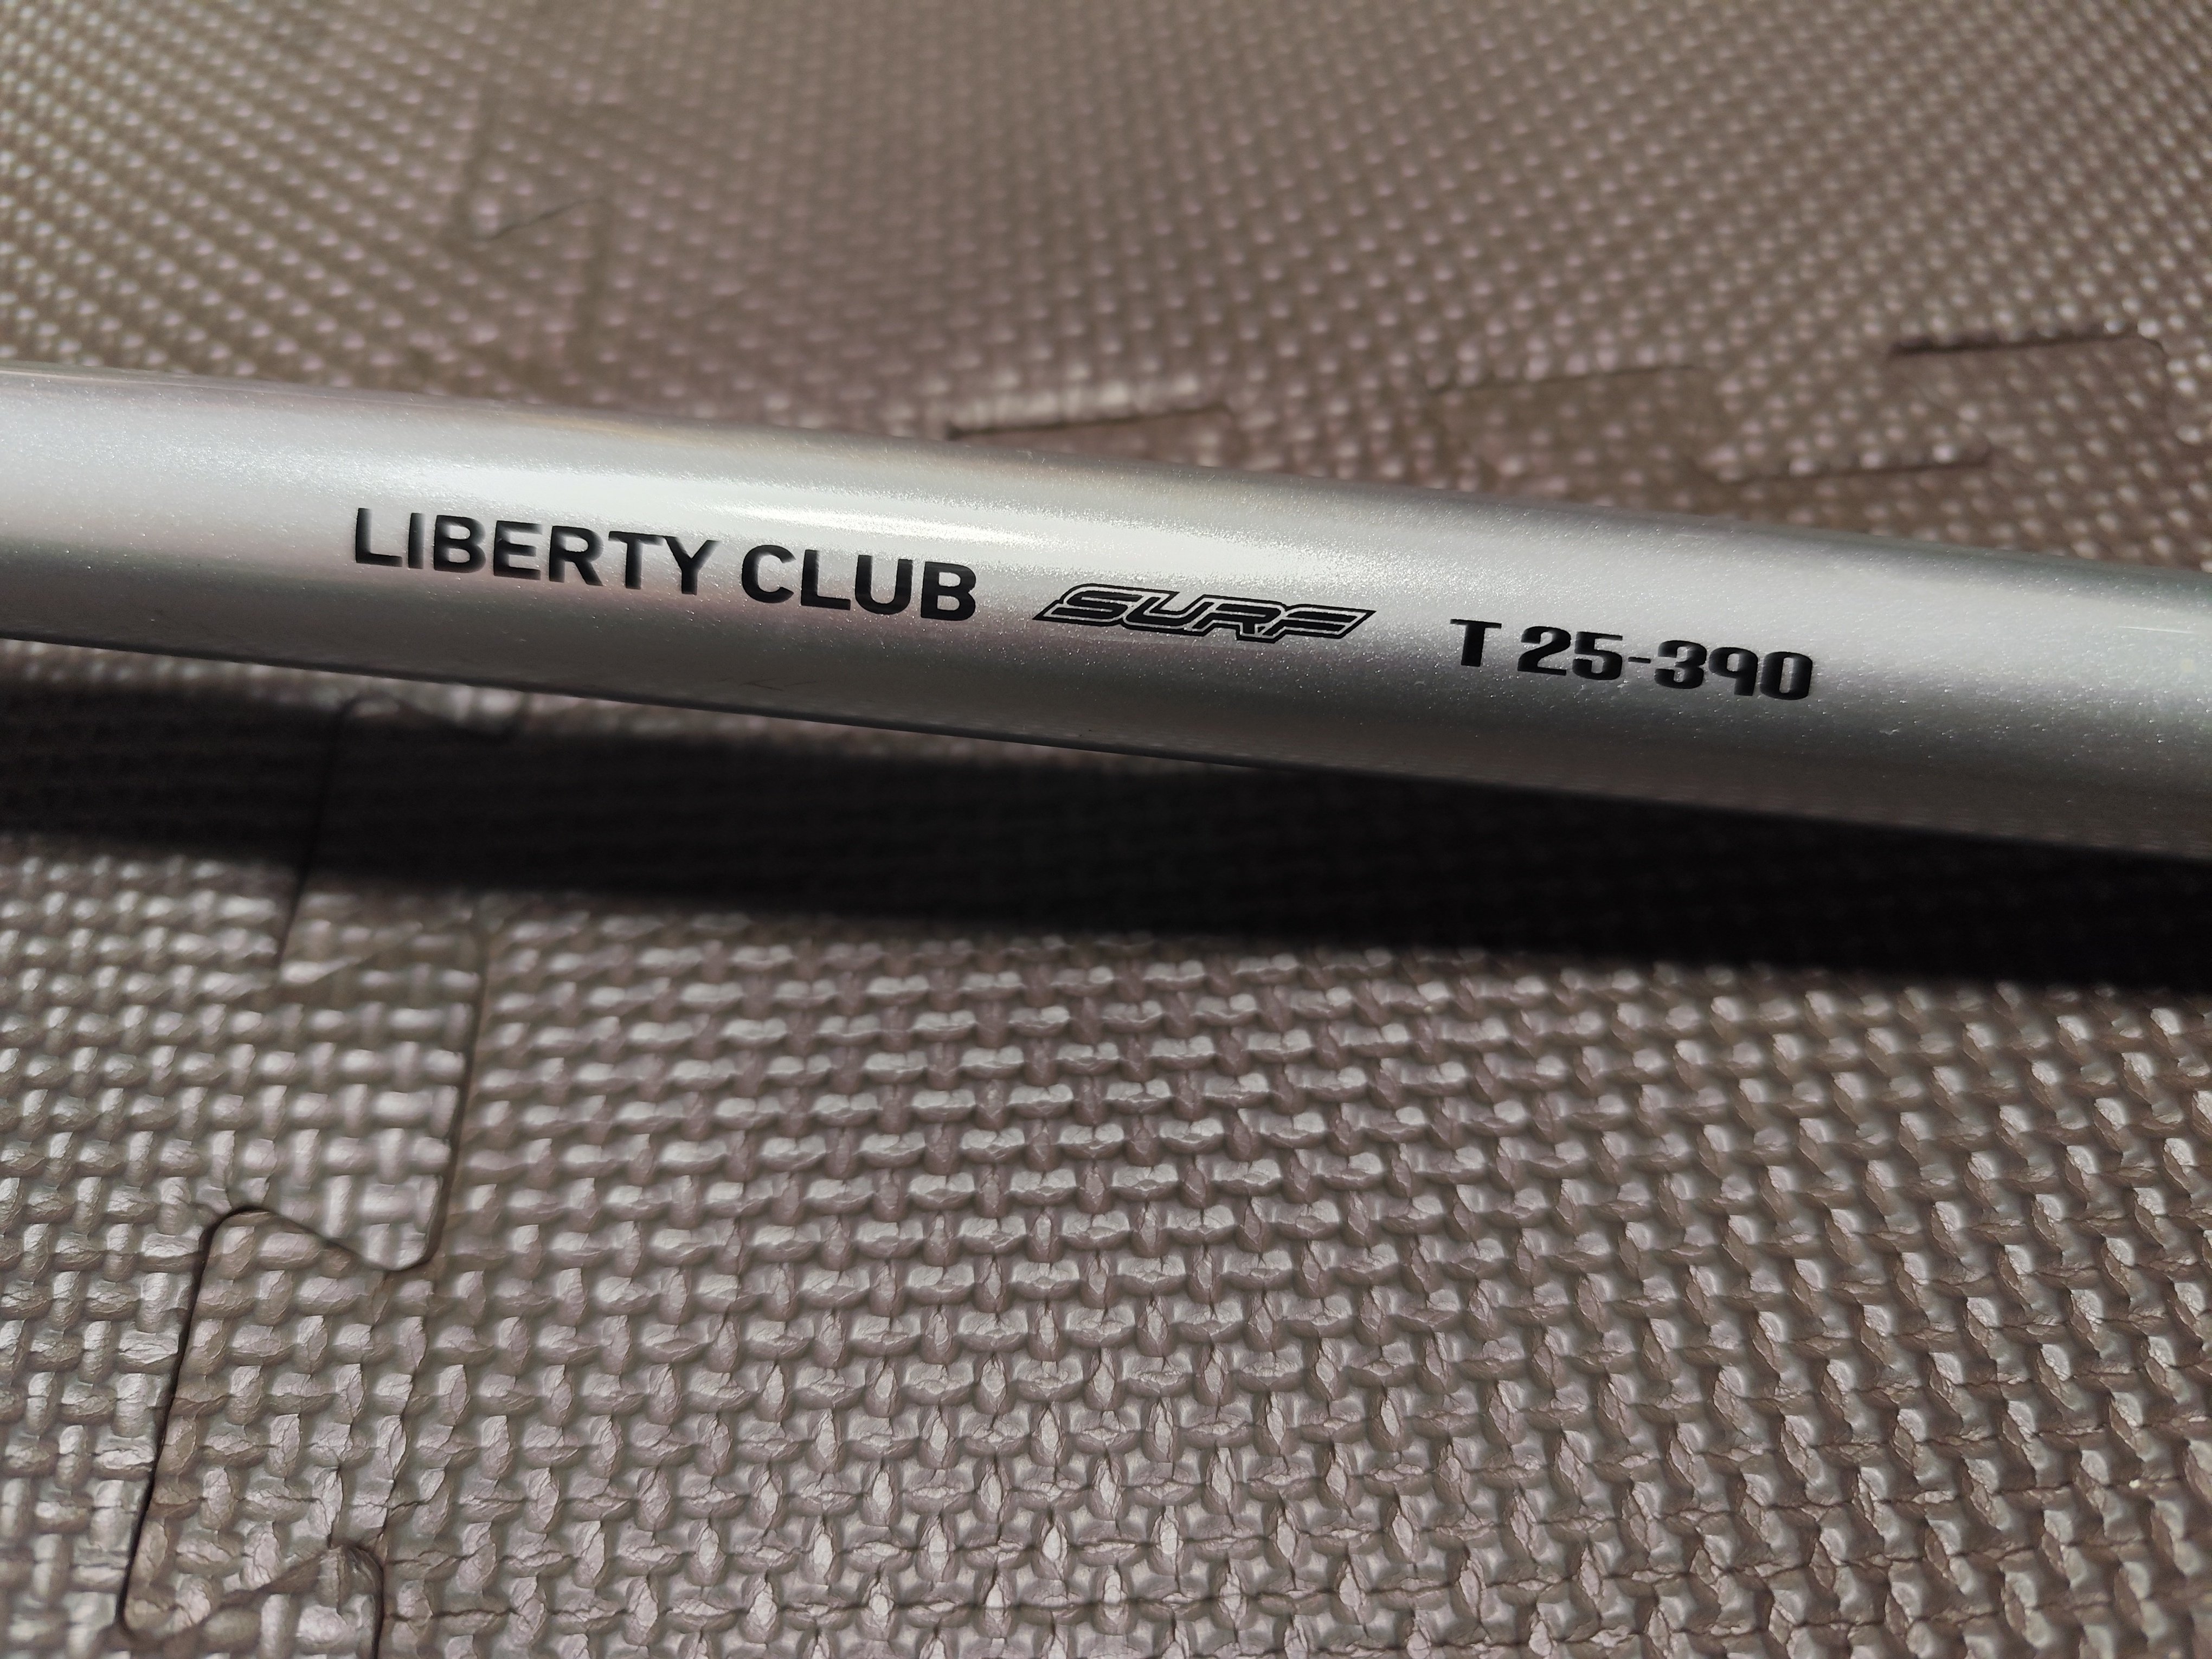 LIBERTY CLUB SURF T 25-390